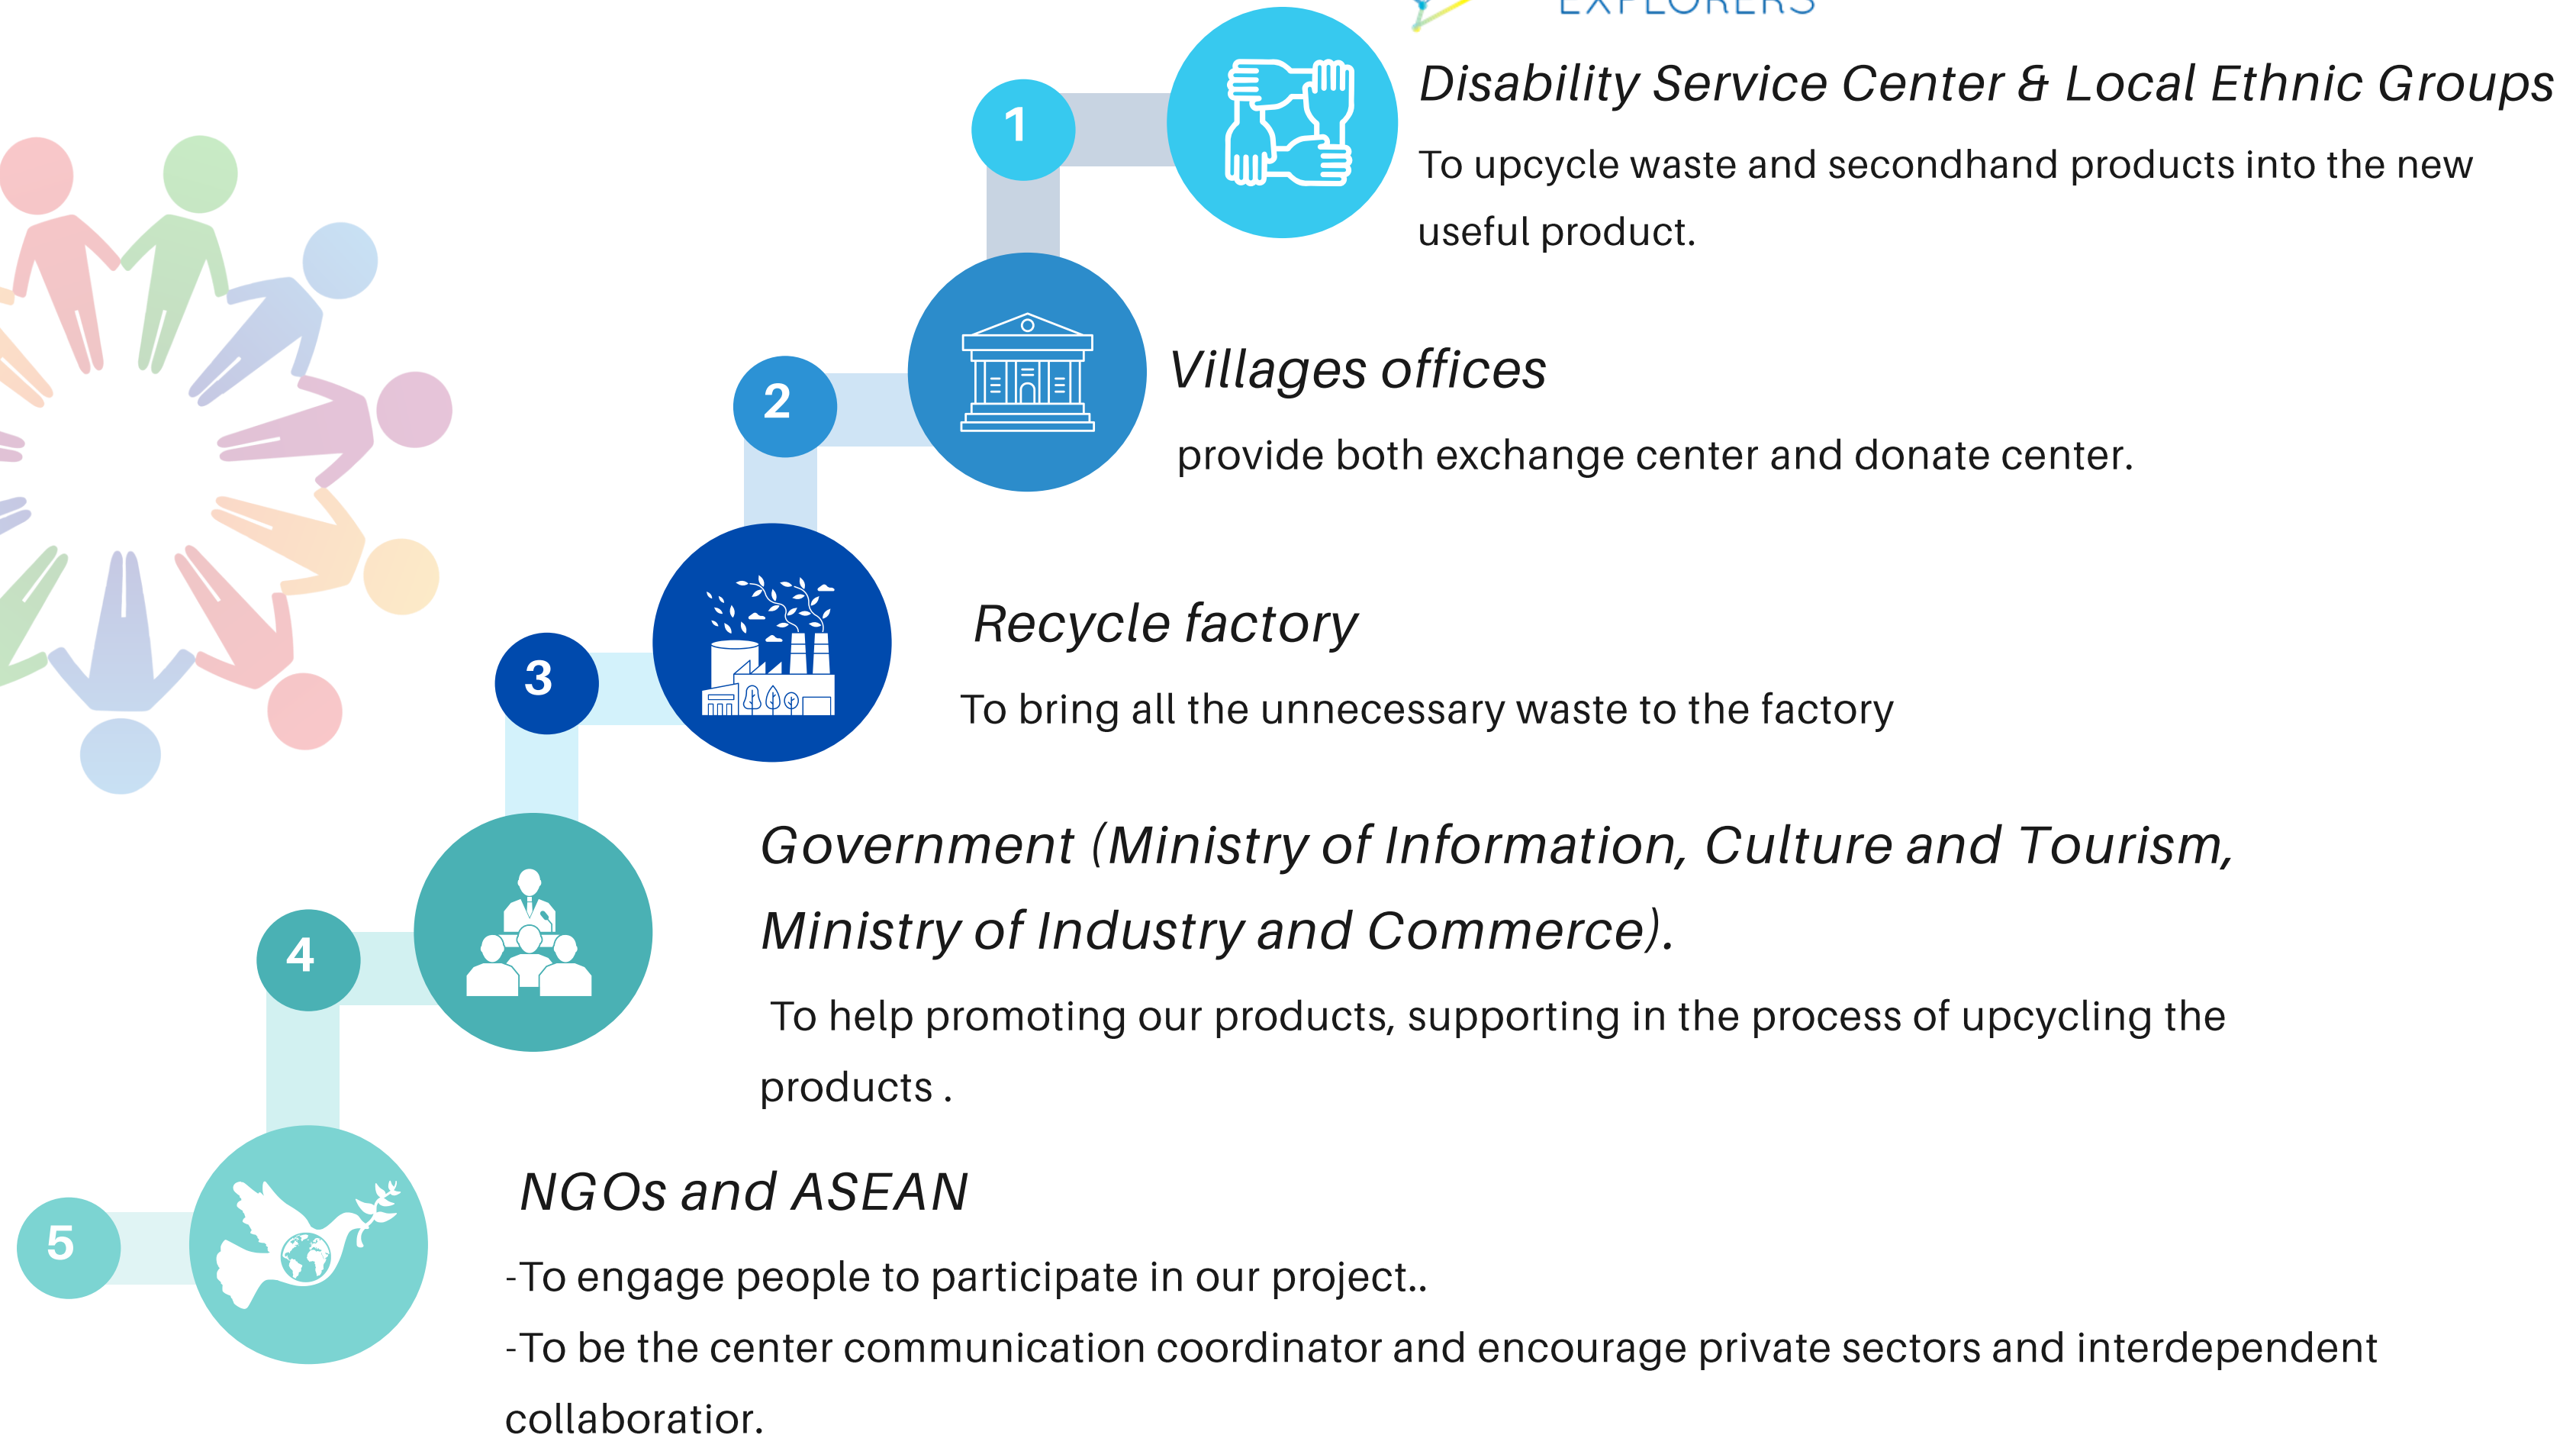 EXPLORERS
1
Disability Service Center & Local Ethnic Groups
To upcycle waste and secondhand products into the new
useful product.
2
Villages offices
provide both exchange center and donate center.
3
Recycle factory
To bring all the unnecessary waste to the factory
4
Government (Ministry of Information, Culture and Tourism,
Ministry of Industry and Commerce).
To help promoting our products, supporting in the process of upcycling the
products .
5
NGOs and ASEAN
-To engage people to participate in our project..
-To be the center communication coordinator and encourage private sectors and interdependent
collaboratior.